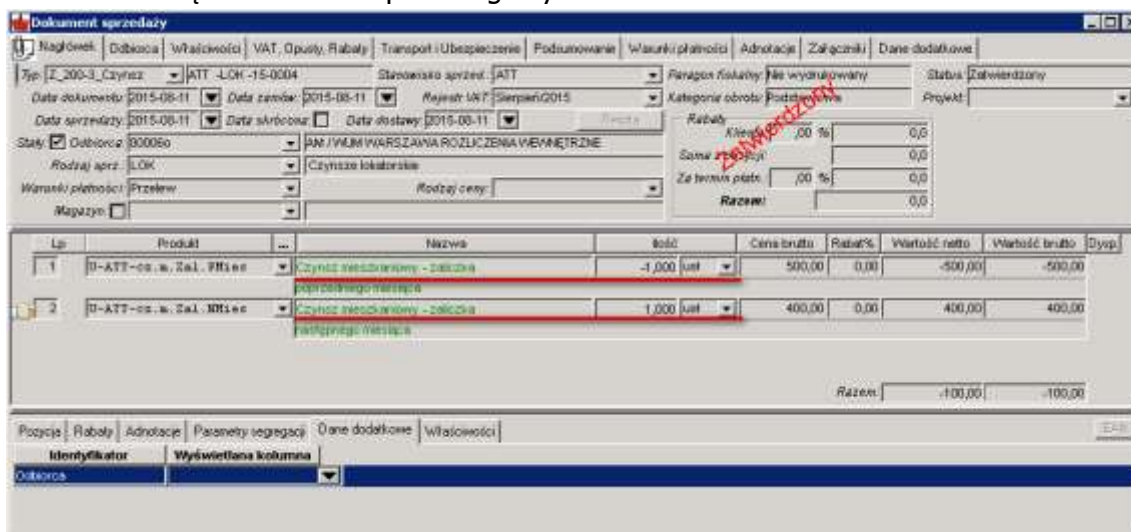 Dokument sprzedaży
Nagłówek Odbiorca Właściwości VAT, Opusty, Rabaty Transport i Ubezpieczenie Podsumowanie Warunki płatności Adnotacje Załączniki Dane dodatkowe
Typ: Z_200-3_Czynsz ATT -LOK -15-0004 Stanowisko sprzed.: ATT Paragon fiskalny: Nie wydrukowany Status: Zatwierdzony
Data dokumentu: 2015-08-11 Data zamów.: 2015-08-11 Rejestr VAT: Sierpień/2015 Kategoria obrotu: Projekt:
Data sprzedaży: 2015-08-11 Data skrócona: Data dostawy: 2015-08-11 Rabaty
Zatwierdzony
Stały: Odbiorca: AM /WUM WARSZAWA ROZLICZENIA WEWNĘTRZNE Klienta: ,00 % 0,0
Rodzaj sprz.: LOK Czynsze lokatorskie Suma z pozycji: 0,0
Warunki płatności: Przelew Rodzaj ceny: Za termin płatn.: ,00 % 0,0
Magazyn: Razem: 0,0
Lp Produkt ... Nazwa Ilość Cena brutto Rabat% Wartość netto Wartość brutto Dysp.
1 U-ATT-cz.m.Zal.PMies Czynsz mieszkaniowy - zaliczka -1,000 usł 500,00 0,00 -500,00 -500,00
poprzedniego miesiąca
2 U-ATT-cz.m.Zal.NMies Czynsz mieszkaniowy - zaliczka 1,000 usł 400,00 0,00 400,00 400,00
następnego miesiąca
Razem: -100,00 -100,00
Pozycja Rabaty Adnotacje Parametry segregacji Dane dodatkowe Właściwości EAN
Identyfikator Wyświetlana kolumna
Odbiorca